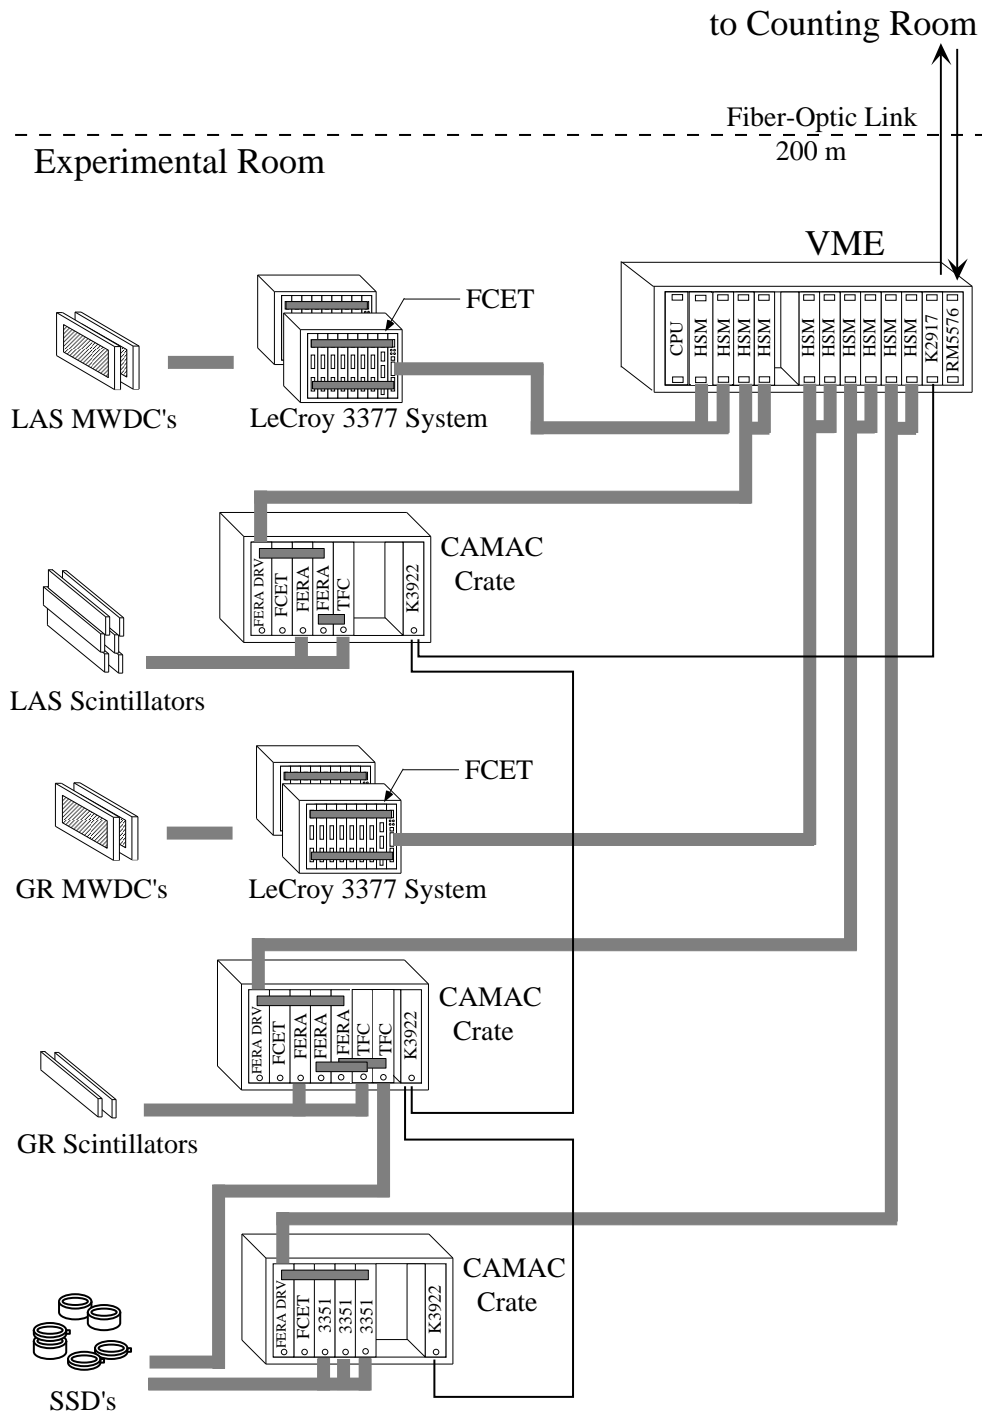 to Counting Room
Fiber-Optic Link
200 m
Experimental Room
VME
CPU
HSM
HSM
HSM
HSM
HSM
HSM
HSM
HSM
HSM
HSM
K2917
RM5576
FCET
LAS MWDC's
LeCroy 3377 System
FERA DRV
FCET
FERA
FERA
TFC
K3922
CAMAC
Crate
LAS Scintillators
FCET
GR MWDC's
LeCroy 3377 System
FERA DRV
FCET
FERA
FERA
FERA
TFC
TFC
K3922
CAMAC
Crate
GR Scintillators
FERA DRV
FCET
3351
3351
3351
K3922
CAMAC
Crate
SSD's